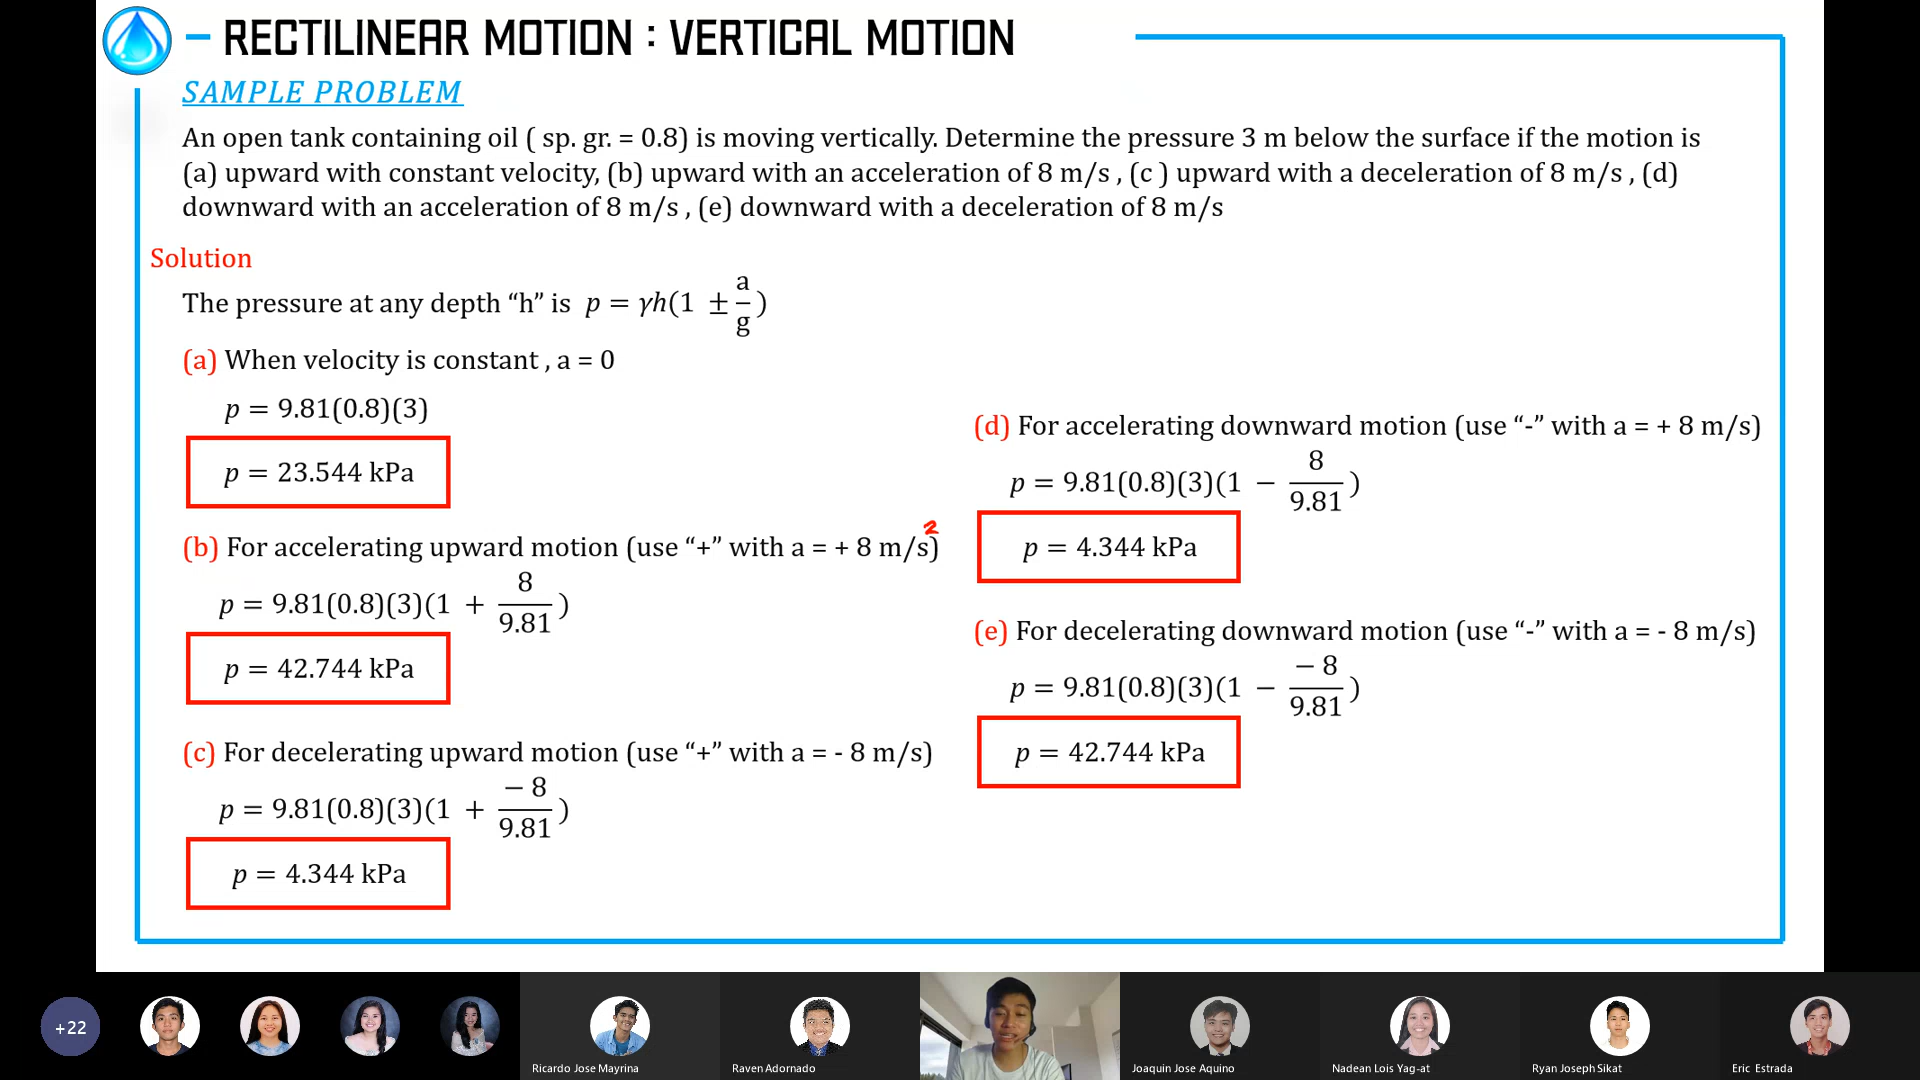 RECTILINEAR MOTION : VERTICAL MOTION
SAMPLE PROBLEM
An open tank containing oil ( sp. gr. = 0.8) is moving vertically. Determine the pressure 3 m below the surface if the motion is
(a) upward with constant velocity, (b) upward with an acceleration of 8 m/s , (c ) upward with a deceleration of 8 m/s , (d)
downward with an acceleration of 8 m/s , (e) downward with a deceleration of 8 m/s
Solution
The pressure at any depth “h” is p = γh(1 ± a/g)
(a) When velocity is constant , a = 0
p = 9.81(0.8)(3)
p = 23.544 kPa
(b) For accelerating upward motion (use “+” with a = + 8 m/s²)
p = 9.81(0.8)(3)(1 + 8/9.81)
p = 42.744 kPa
(c) For decelerating upward motion (use “+” with a = - 8 m/s)
p = 9.81(0.8)(3)(1 + −8/9.81)
p = 4.344 kPa
(d) For accelerating downward motion (use “-” with a = + 8 m/s)
p = 9.81(0.8)(3)(1 − 8/9.81)
p = 4.344 kPa
(e) For decelerating downward motion (use “-” with a = - 8 m/s)
p = 9.81(0.8)(3)(1 − −8/9.81)
p = 42.744 kPa
+22
Ricardo Jose Mayrina
Raven Adornado
Joaquin Jose Aquino
Nadean Lois Yag-at
Ryan Joseph Sikat
Eric Estrada